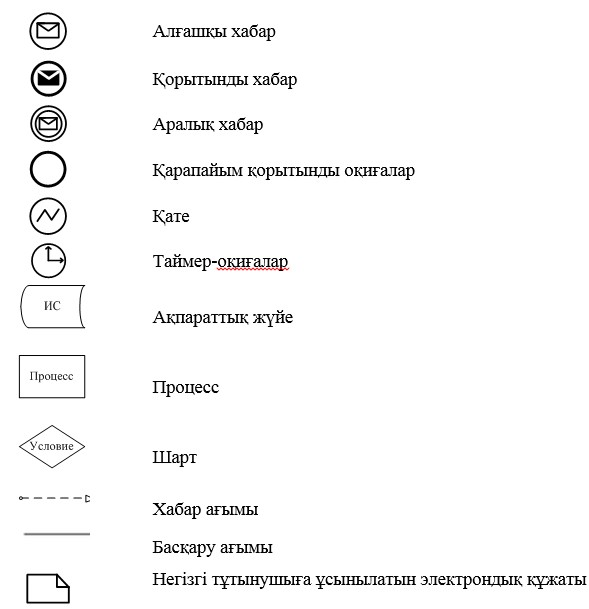 Алғашқы хабар
Қорытынды хабар
Аралық хабар
Қарапайым қорытынды оқиғалар
Қате
Таймер-оқиғалар
ИС
Ақпараттық жүйе
Процесс
Процесс
Условие
Шарт
Хабар ағымы
Басқару ағымы
Негізгі тұтынушыға ұсынылатын электрондық құжаты